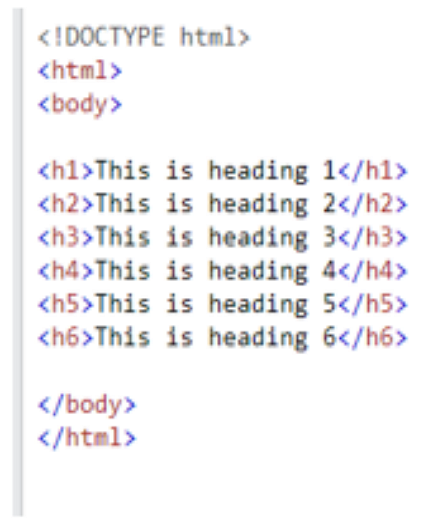 <!DOCTYPE html>
<html>
<body>
<h1>This is heading 1</h1>
<h2>This is heading 2</h2>
<h3>This is heading 3</h3>
<h4>This is heading 4</h4>
<h5>This is heading 5</h5>
<h6>This is heading 6</h6>
</body>
</html>